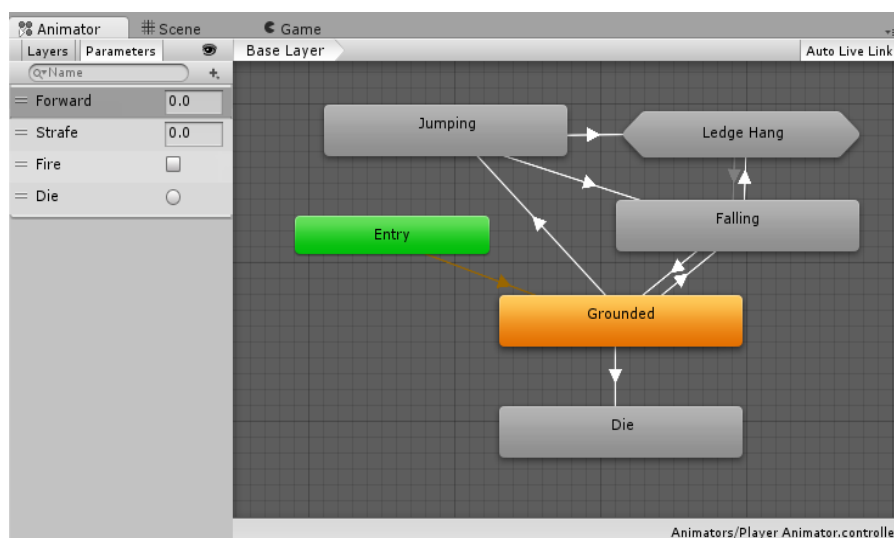 Animator
Scene
Game
Layers
Parameters
Base Layer
Auto Live Link
Name
Forward
0.0
Strafe
0.0
Fire
Die
Jumping
Ledge Hang
Falling
Entry
Grounded
Die
Animators/Player Animator.controlle